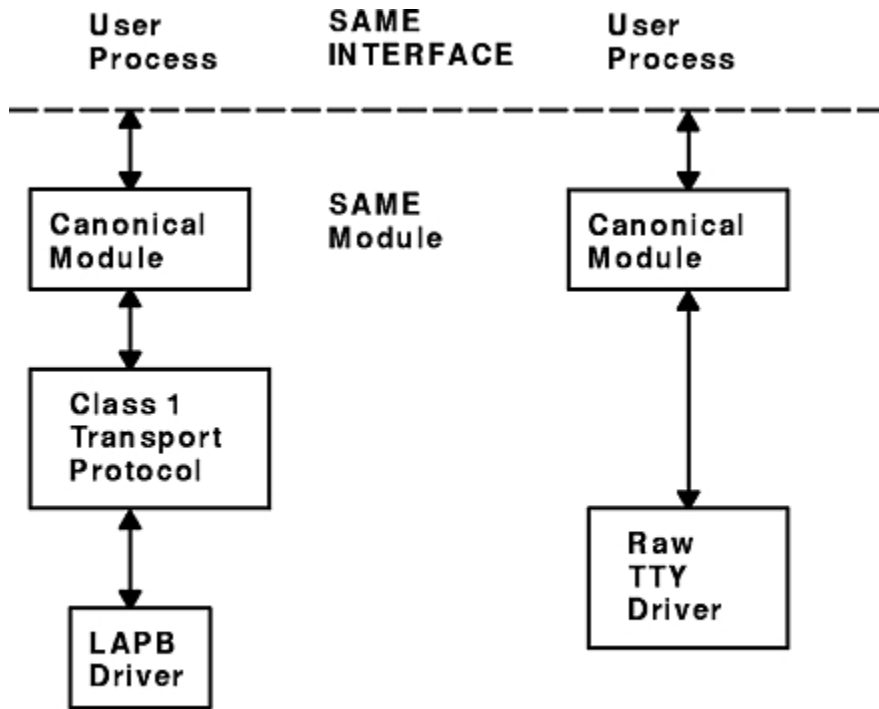 User
Process
SAME
INTERFACE
User
Process
Canonical
Module
SAME
Module
Canonical
Module
Class 1
Transport
Protocol
Raw
TTY
Driver
LAPB
Driver